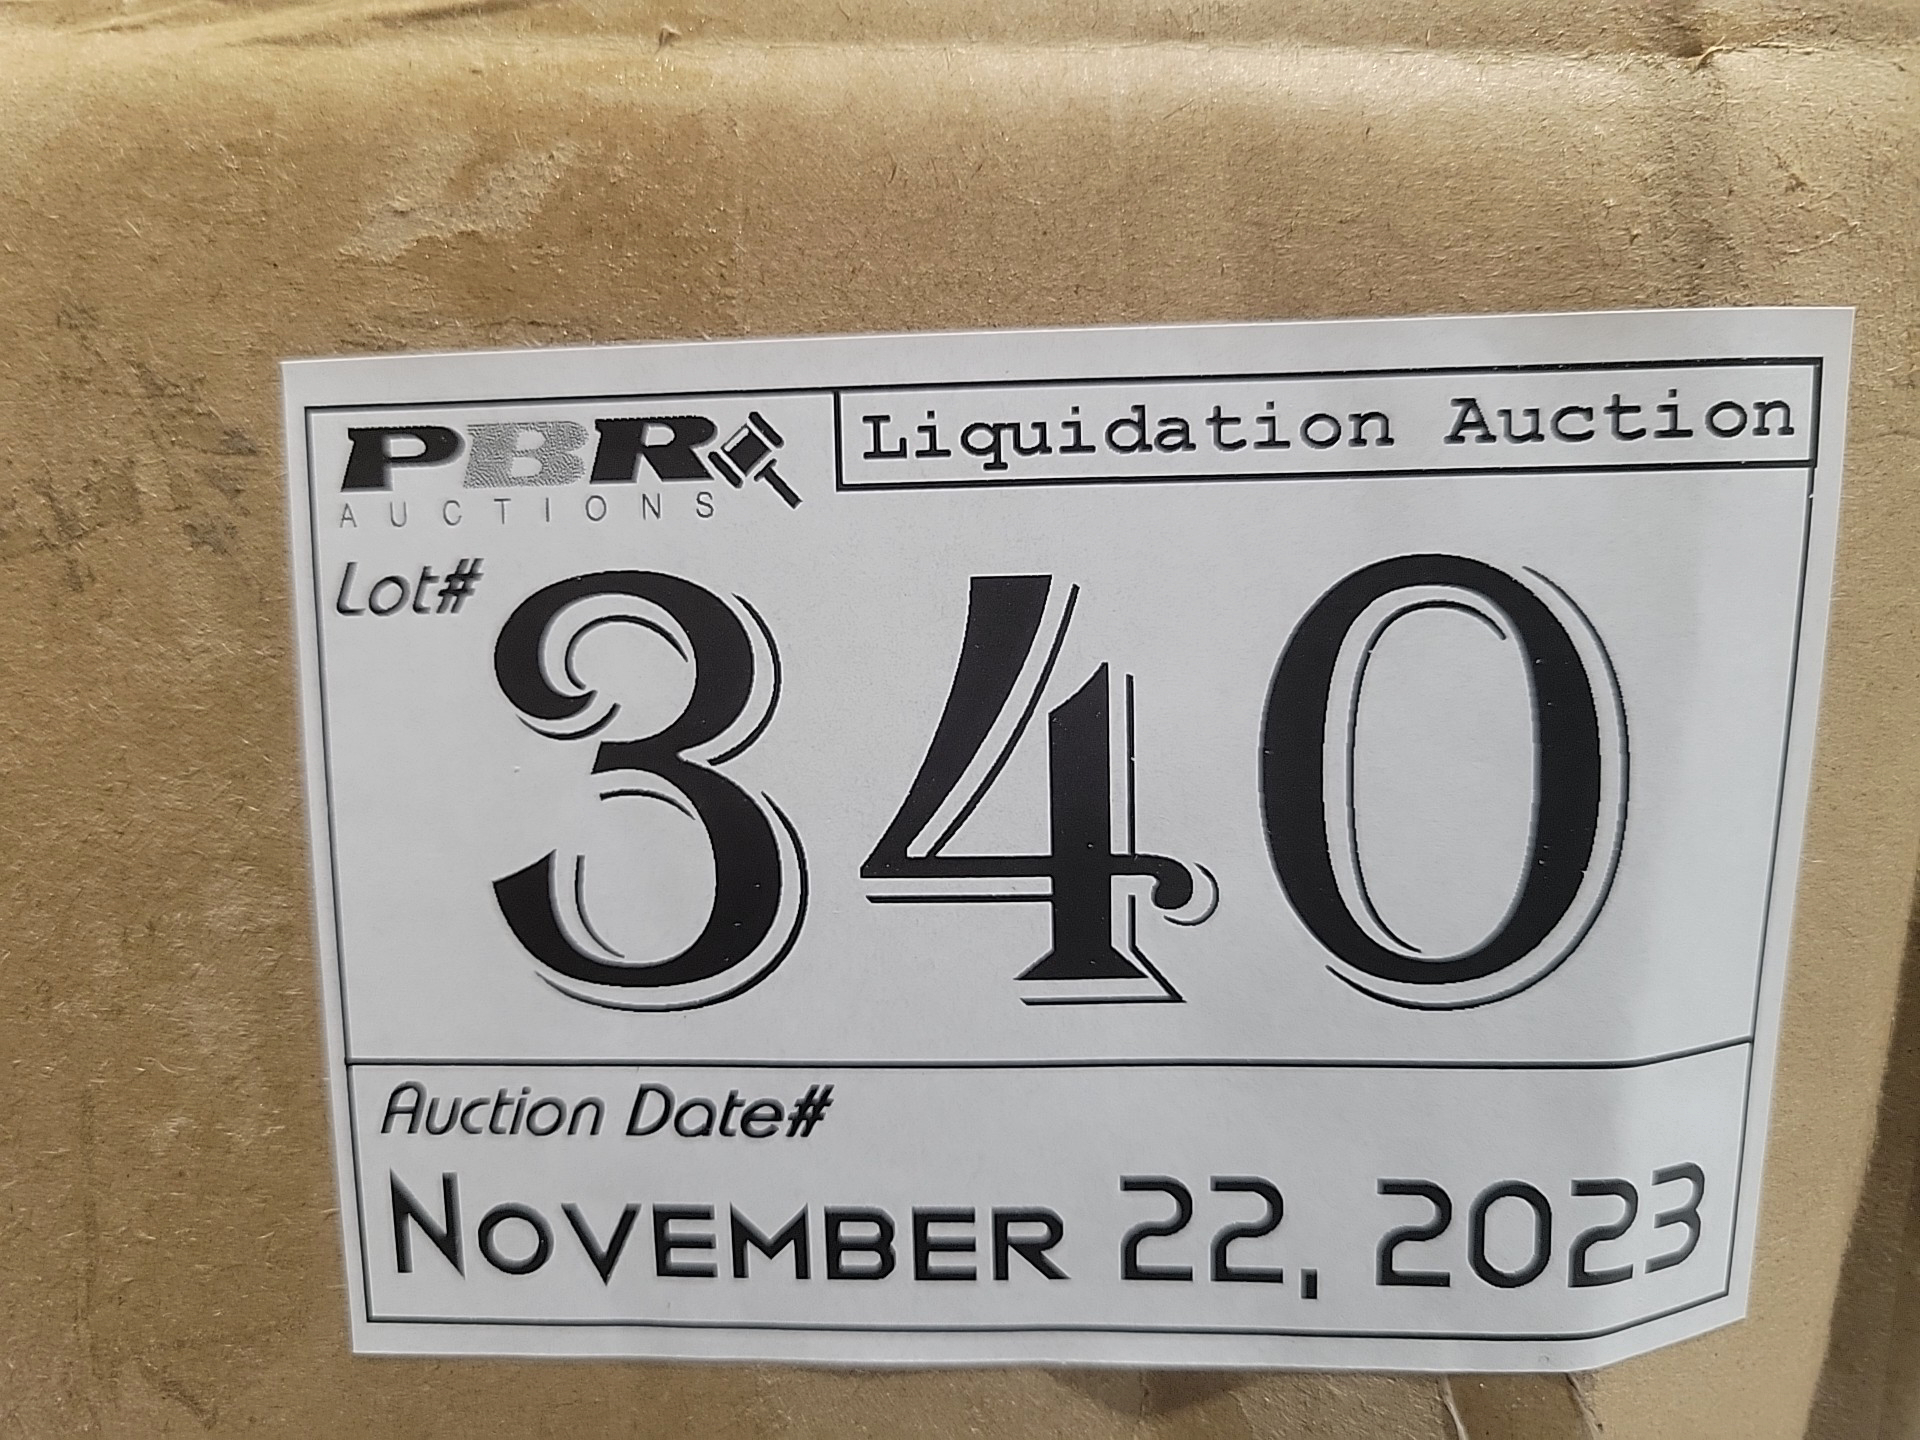 PBR
AUCTIONS
Liquidation Auction
Lot#
340
Auction Date#
NOVEMBER 22, 2023